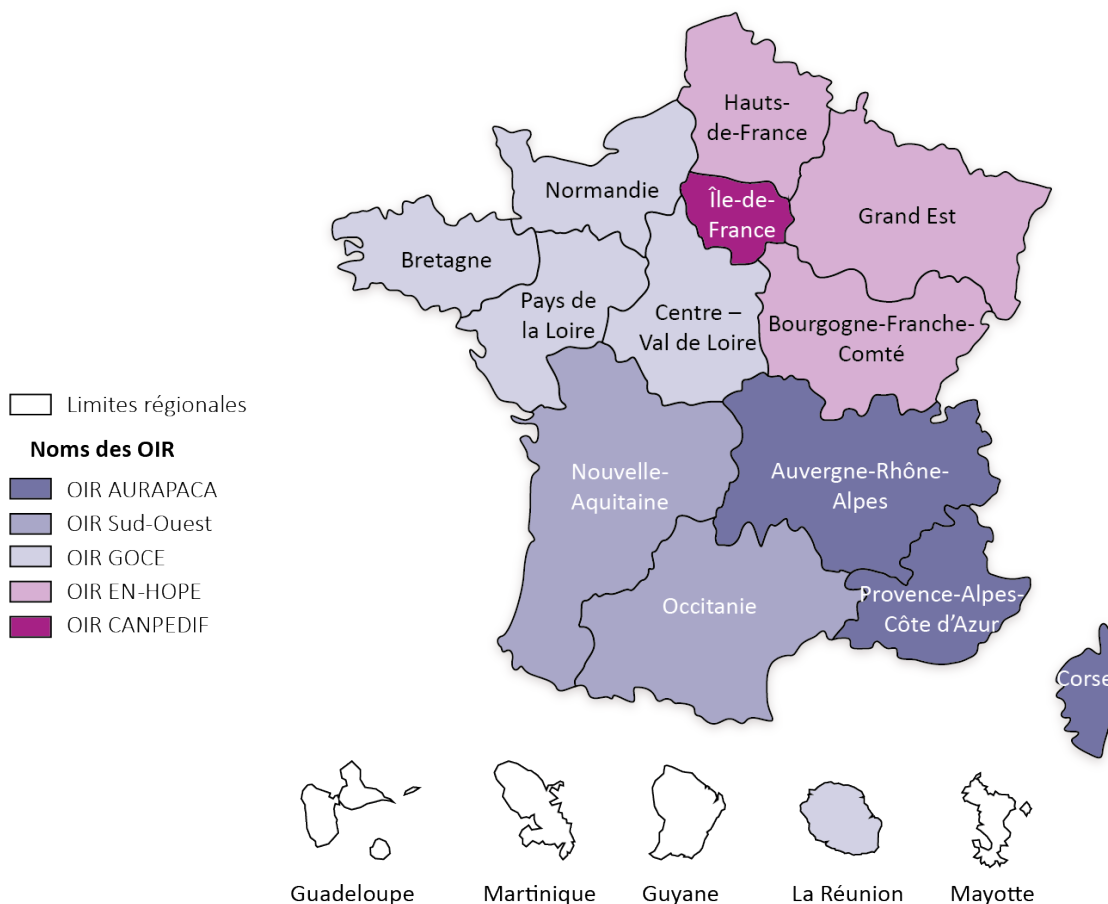 Hauts-
de-France
Normandie
Île-de-
France
Grand Est
Bretagne
Pays de
la Loire
Centre –
Val de Loire
Bourgogne-Franche-
Comté
Limites régionales
Noms des OIR
OIR AURAPACA
OIR Sud-Ouest
OIR GOCE
OIR EN-HOPE
OIR CANPEDIF
Nouvelle-
Aquitaine
Auvergne-Rhône-
Alpes
Occitanie
Provence-Alpes-
Côte d’Azur
Corse
Guadeloupe
Martinique
Guyane
La Réunion
Mayotte